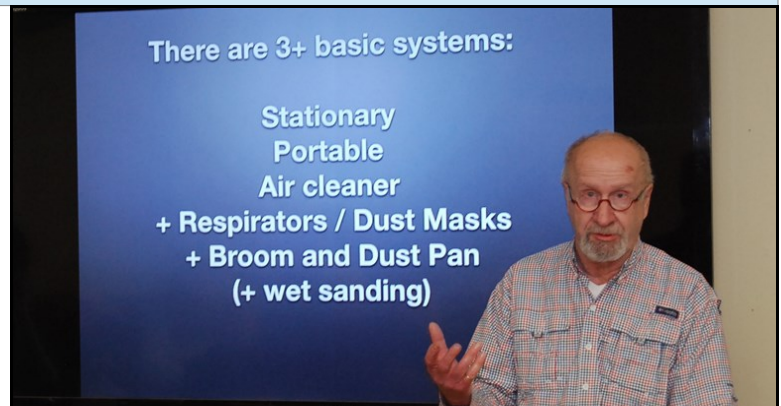 There are 3+ basic systems:
Stationary
Portable
Air cleaner
+ Respirators / Dust Masks
+ Broom and Dust Pan
(+ wet sanding)